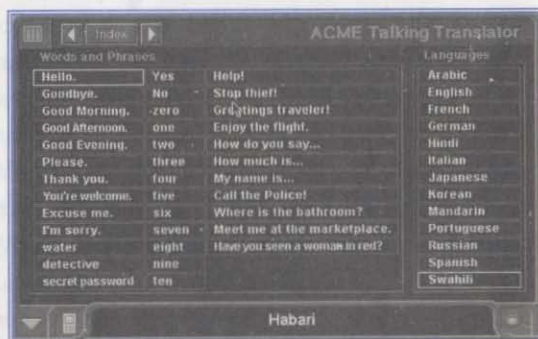 Index
ACME Talking Translator
Words and Phrases
Languages
Hello.
Goodbye.
Good Morning.
Good Afternoon.
Good Evening.
Please.
Thank you.
You're welcome.
Excuse me.
I'm sorry.
water
detective
secret password
Yes
No
zero
one
two
three
four
five
six
seven
eight
nine
ten
Help!
Stop thief!
Greetings traveler!
Enjoy the flight.
How do you say...
How much is...
My name is...
Call the Police!
Where is the bathroom?
Meet me at the marketplace.
Have you seen a woman in red?
Arabic
English
French
German
Hindi
Italian
Japanese
Korean
Mandarin
Portuguese
Russian
Spanish
Swahili
Habari